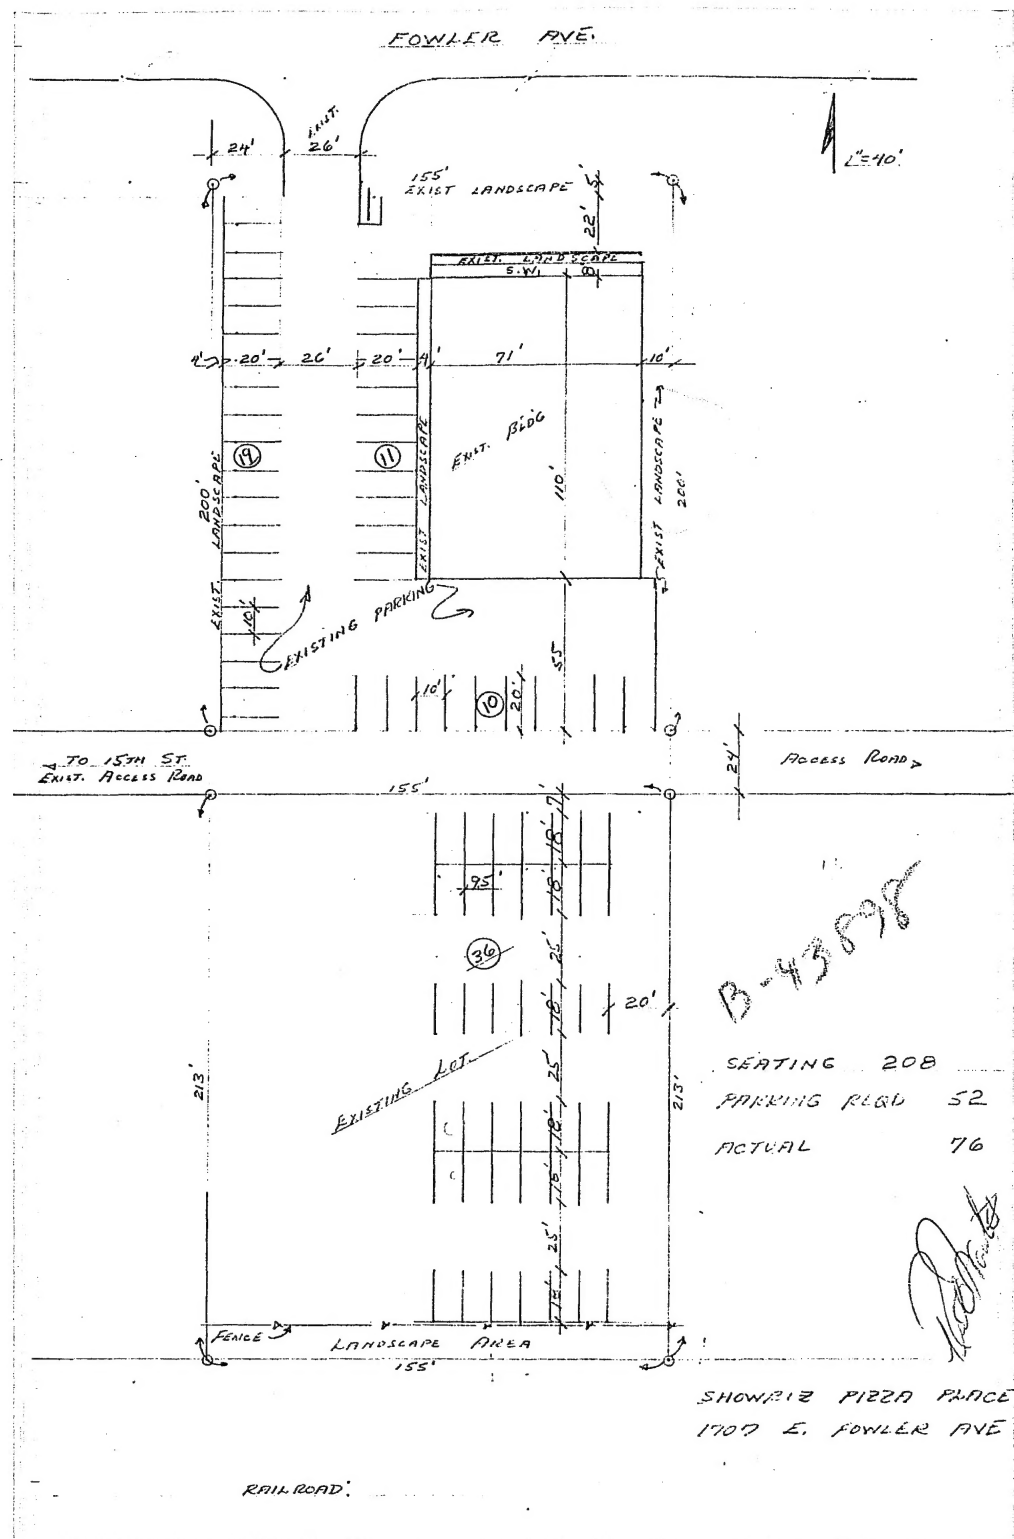 FOWLER AVE.
EXIST.
24'
26'
1"=40'
155'
EXIST LANDSCAPE
5'
22'
EXIST. LANDSCAPE
S.W.
8'
4'
20'
26'
20'
4'
71'
10'
EXIST. BLDG
110'
19
11
EXIST LANDSCAPE
EXIST LANDSCAPE
200'
200'
EXIST. LANDSCAPE
10'
EXISTING PARKING
55'
10'
10
20'
TO 15TH ST.
EXIST. ACCESS ROAD
24'
ACCESS ROAD
155'
7'
18'
18'
9.5'
36
25'
18'
20'
B-43898
25'
EXISTING LOT
213'
213'
SEATING 208
PARKING REQD 52
ACTUAL 76
18'
18'
25'
18'
FENCE
LANDSCAPE AREA
155'
SHOWBIZ PIZZA PLACE
1707 E. FOWLER AVE
RAILROAD